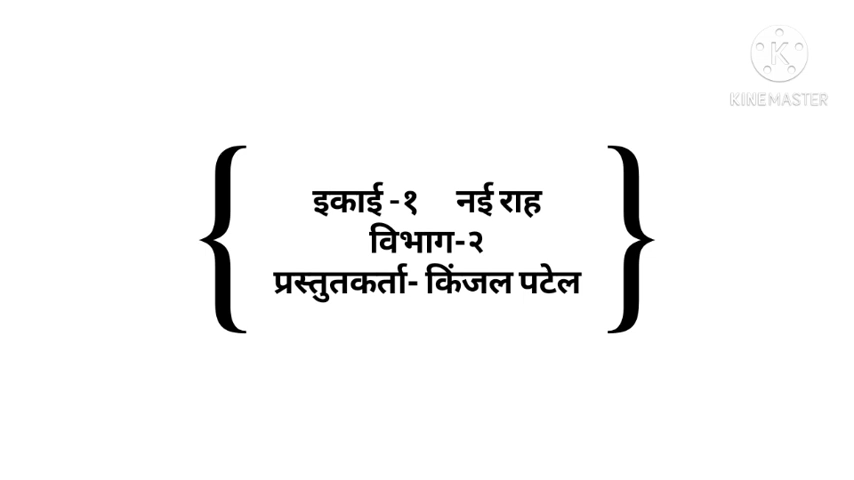 KINEMASTER
इकाई -१ नई राह
विभाग-२
प्रस्तुतकर्ता- किंजल पटेल